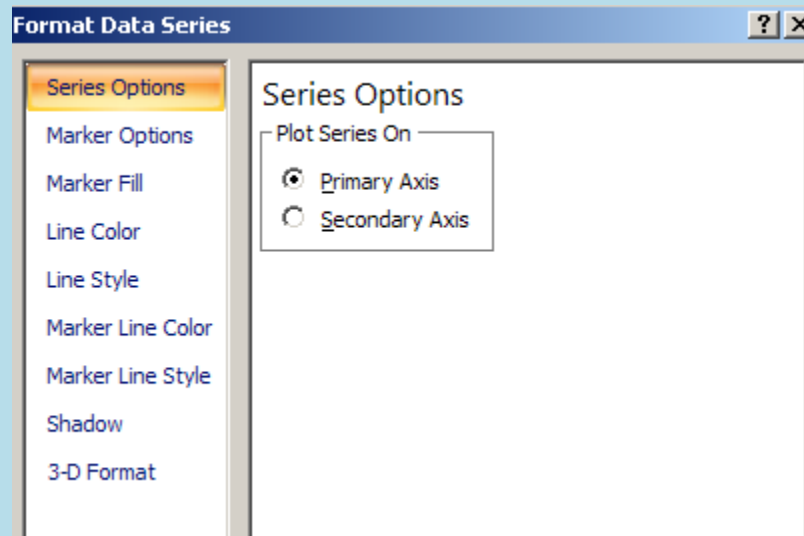 Format Data Series
Series Options
Marker Options
Marker Fill
Line Color
Line Style
Marker Line Color
Marker Line Style
Shadow
3-D Format
Series Options
Plot Series On
Primary Axis
Secondary Axis